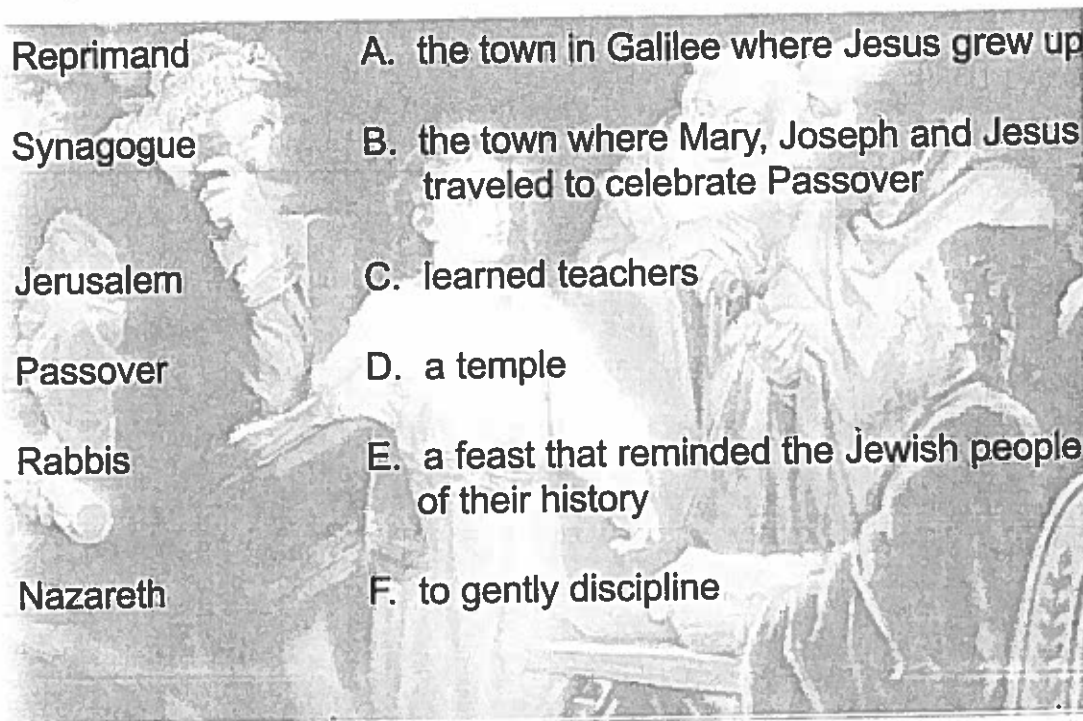 Reprimand A. the town in Galilee where Jesus grew up
Synagogue B. the town where Mary, Joseph and Jesus
traveled to celebrate Passover
Jerusalem C. learned teachers
Passover D. a temple
Rabbis E. a feast that reminded the Jewish people
of their history
Nazareth F. to gently discipline